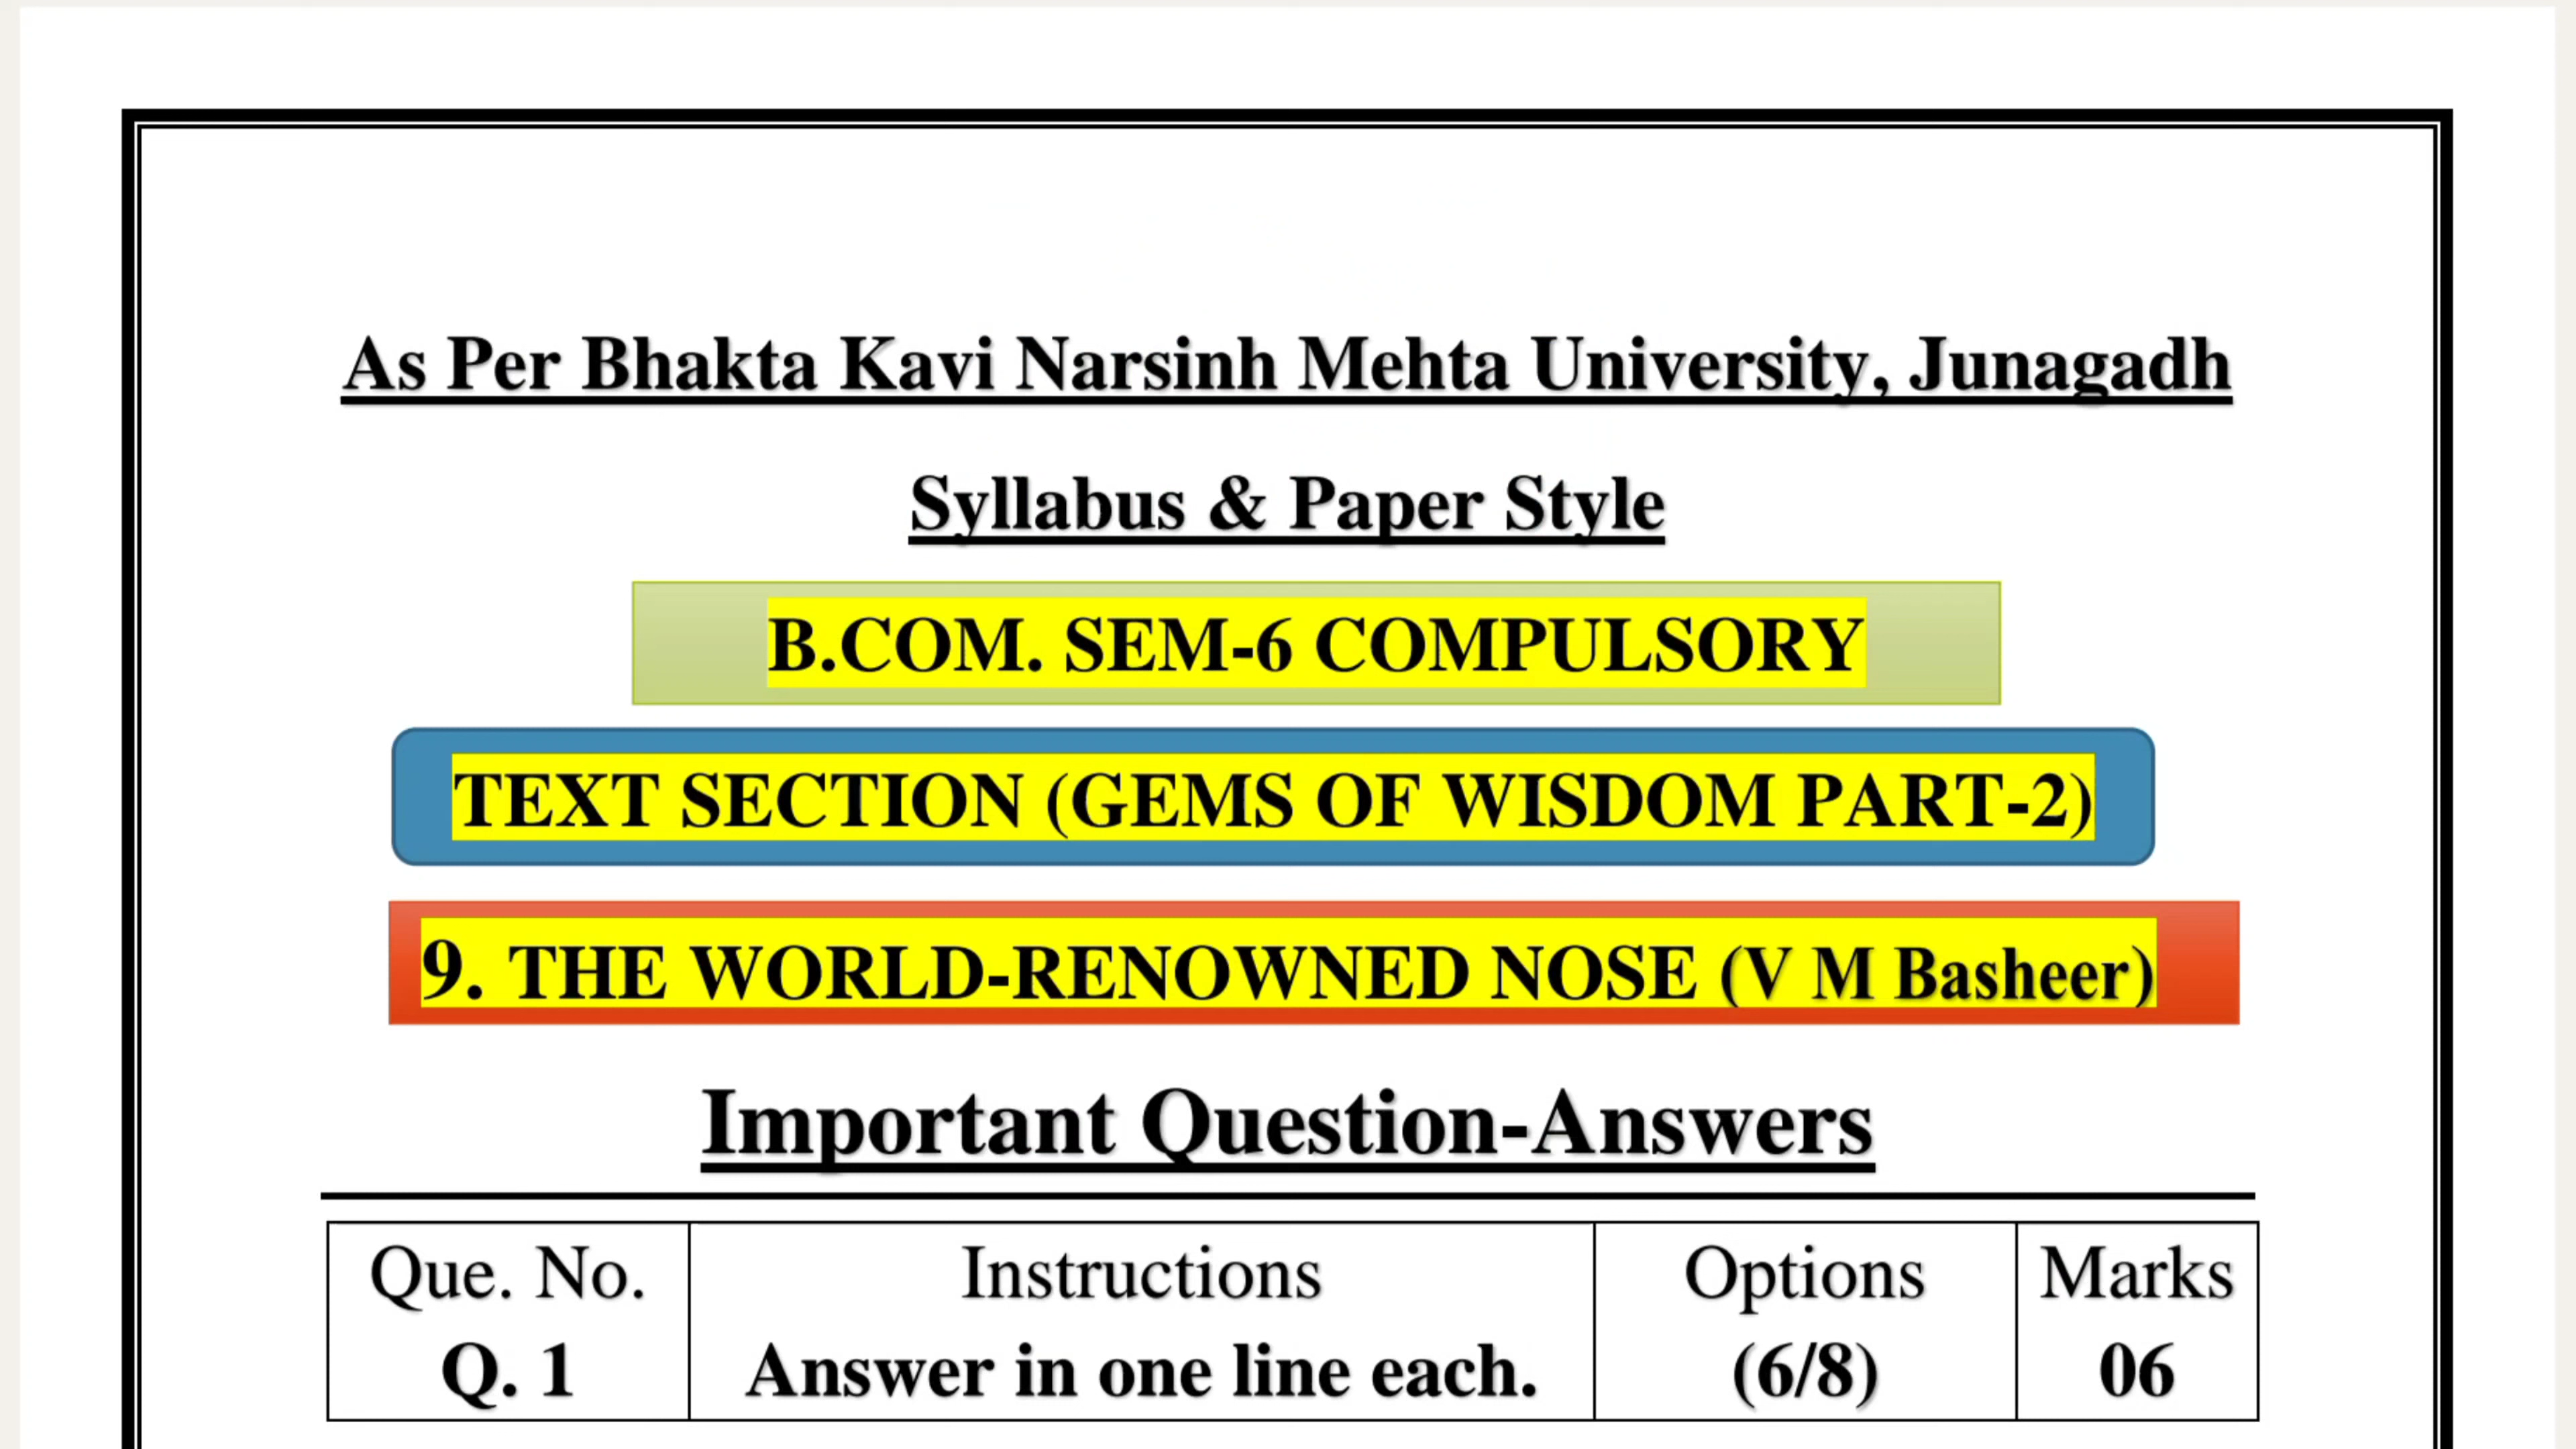 As Per Bhakta Kavi Narsinh Mehta University, Junagadh
Syllabus & Paper Style
B.COM. SEM-6 COMPULSORY
TEXT SECTION (GEMS OF WISDOM PART-2)
9. THE WORLD-RENOWNED NOSE (V M Basheer)
Important Question-Answers
Que. No. Instructions Options Marks
Q. 1 Answer in one line each. (6/8) 06